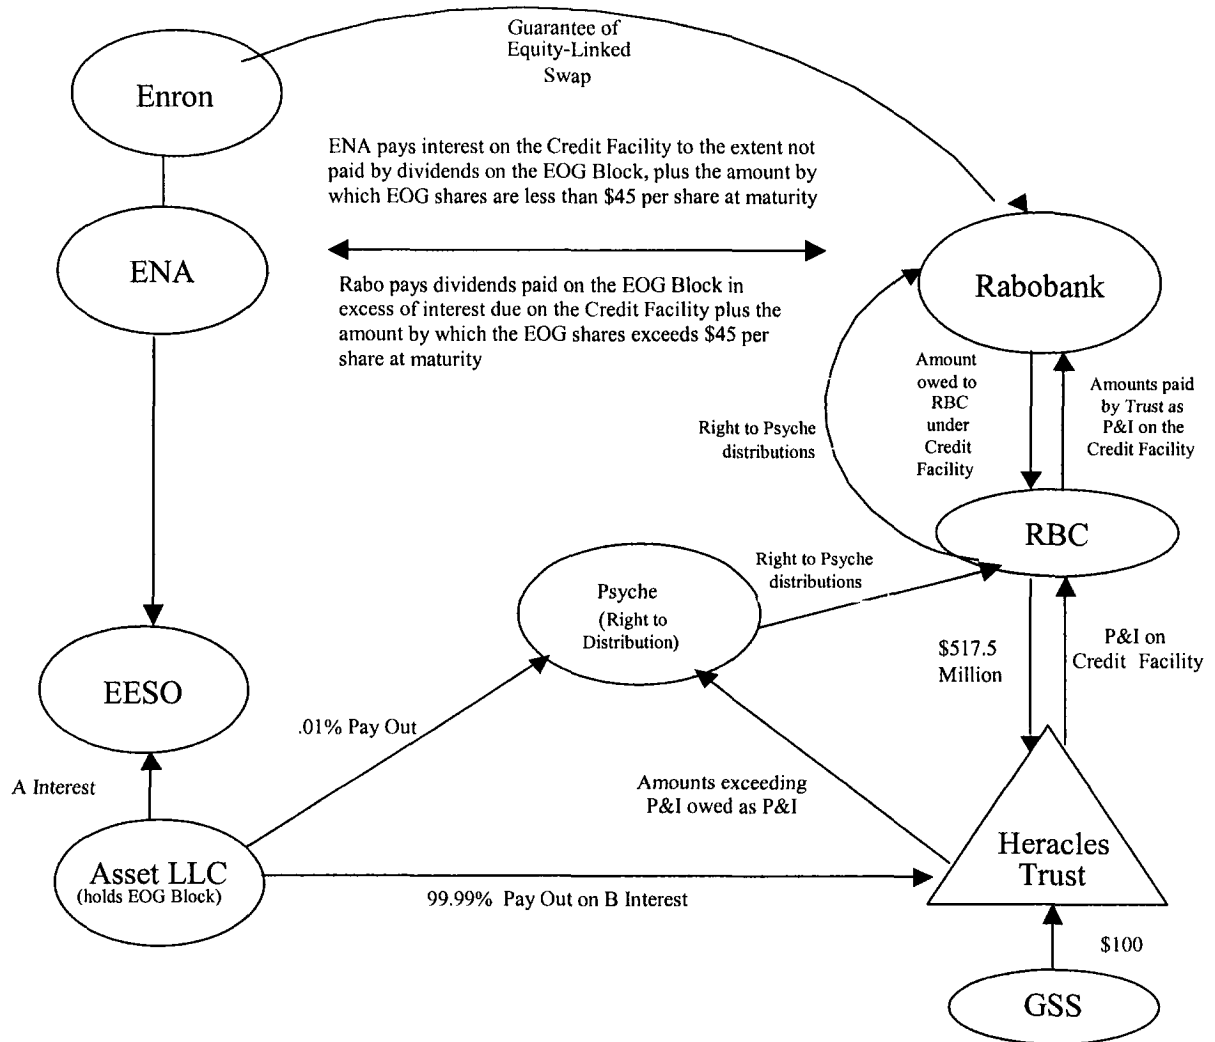 Guarantee of
Equity-Linked
Swap
Enron
ENA pays interest on the Credit Facility to the extent not
paid by dividends on the EOG Block, plus the amount by
which EOG shares are less than $45 per share at maturity
ENA
Rabobank
Rabo pays dividends paid on the EOG Block in
excess of interest due on the Credit Facility plus the
amount by which the EOG shares exceeds $45 per
share at maturity
Amount
owed to
RBC
under
Credit
Facility
Amounts paid
by Trust as
P&I on the
Credit Facility
Right to Psyche
distributions
RBC
Right to Psyche
distributions
Psyche
(Right to
Distribution)
$517.5
Million
P&I on
Credit Facility
EESO
.01% Pay Out
A Interest
Amounts exceeding
P&I owed as P&I
Asset LLC
(holds EOG Block)
99.99% Pay Out on B Interest
Heracles
Trust
$100
GSS